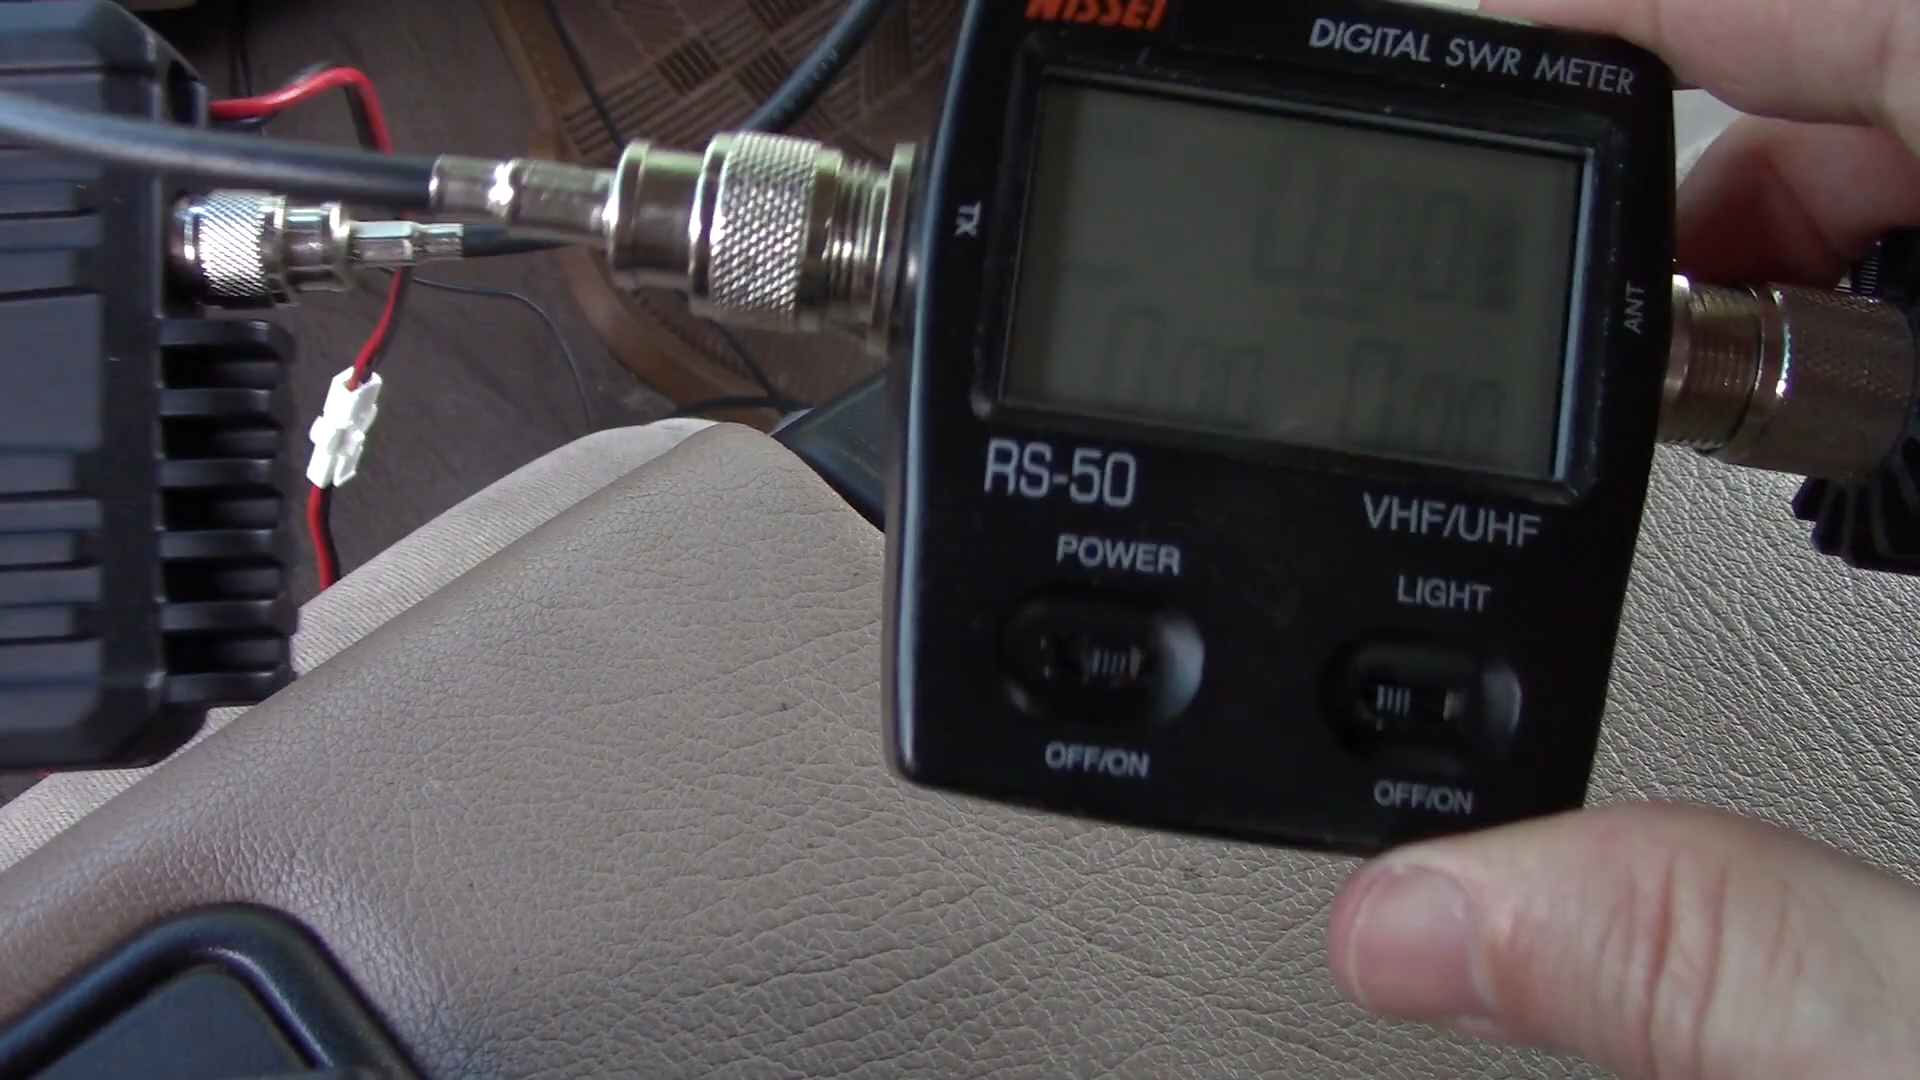 NISSEI
DIGITAL SWR METER
TX
ANT
RS-50
VHF/UHF
POWER
LIGHT
OFF/ON
OFF/ON